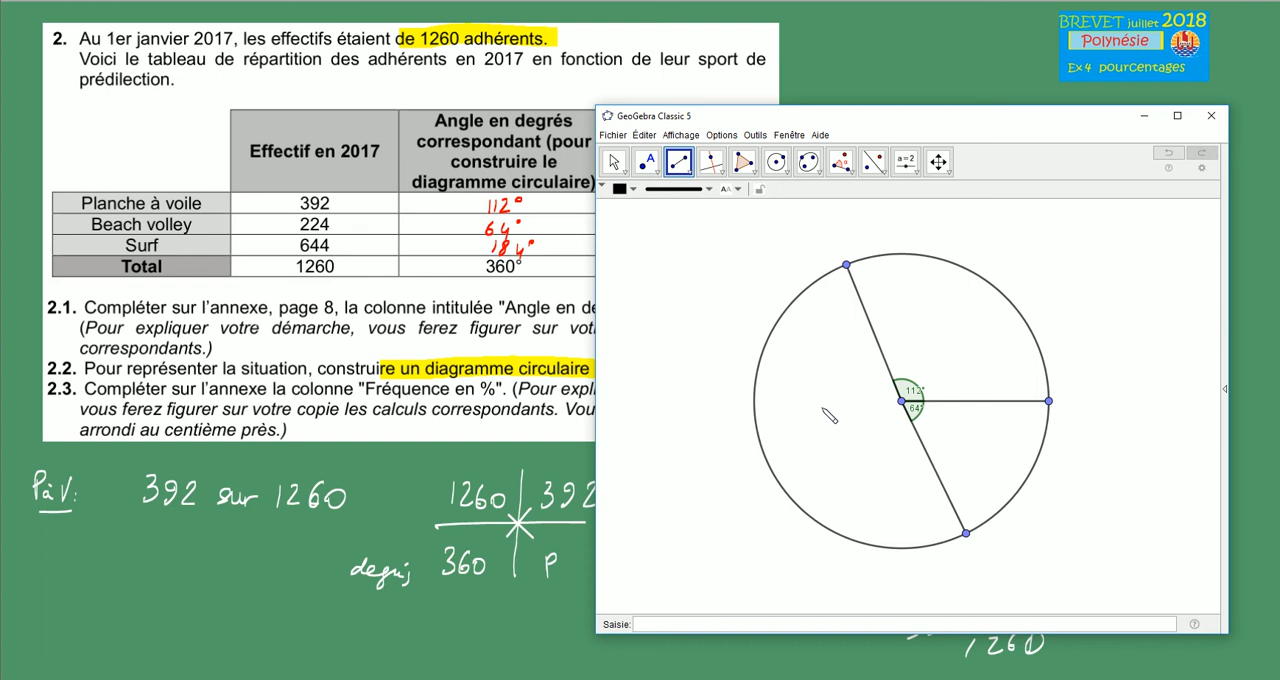 2. Au 1er janvier 2017, les effectifs étaient de 1260 adhérents.
Voici le tableau de répartition des adhérents en 2017 en fonction de leur sport de
prédilection.
Effectif en 2017
Angle en degrés
correspondant (pour
construire le
diagramme circulaire)
Planche à voile 392 112°
Beach volley 224 64°
Surf 644 184°
Total 1260 360°
2.1. Compléter sur l'annexe, page 8, la colonne intitulée "Angle en de
(Pour expliquer votre démarche, vous ferez figurer sur vot
correspondants.)
2.2. Pour représenter la situation, construire un diagramme circulaire
2.3. Compléter sur l'annexe la colonne "Fréquence en %". (Pour expl
vous ferez figurer sur votre copie les calculs correspondants. Vou
arrondi au centième près.)
PàV: 392 sur 1260
1260 392
degrés 360 P
1260
BREVET juillet 2018
Polynésie
Ex4 pourcentages
GeoGebra Classic 5
Fichier Éditer Affichage Options Outils Fenêtre Aide
A
a=2
AA
112°
64°
Saisie: